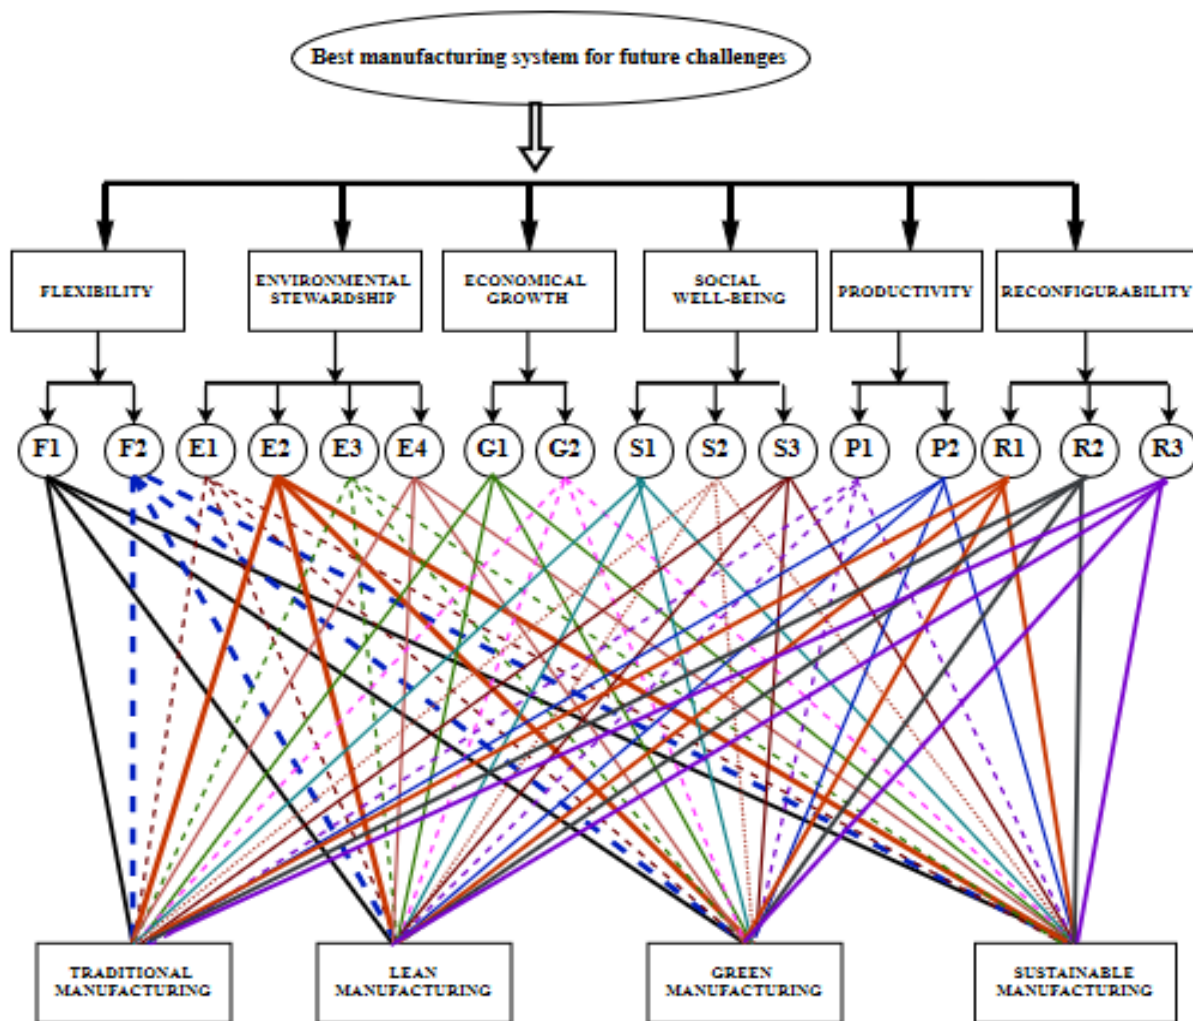 Best manufacturing system for future challenges
FLEXIBILITY
ENVIRONMENTAL
STEWARDSHIP
ECONOMICAL
GROWTH
SOCIAL
WELL-BEING
PRODUCTIVITY
RECONFIGURABILITY
F1
F2
E1
E2
E3
E4
G1
G2
S1
S2
S3
P1
P2
R1
R2
R3
TRADITIONAL
MANUFACTURING
LEAN
MANUFACTURING
GREEN
MANUFACTURING
SUSTAINABLE
MANUFACTURING